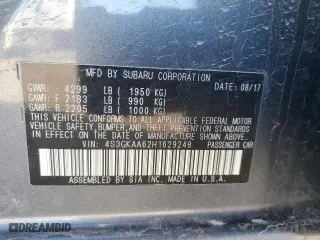 MFD. BY SUBARU CORPORATION 08/17
GVWR: 4299 LB ( 1950 KG)
GAWR: F 2183 LB ( 990 KG)
GAWR: R 2205 LB ( 1000 KG)
THIS VEHICLE CONFORMS TO ALL APPLICABLE FEDERAL MOTOR
VEHICLE SAFETY, BUMPER, AND THEFT PREVENTION STANDARDS
IN EFFECT ON THE DATE OF MANUFACTURE SHOWN ABOVE.
VIN: 4S3GKAA62H1629248 PASSENGER CAR
ASSEMBLED BY SIA INC. MADE IN U.S.A.